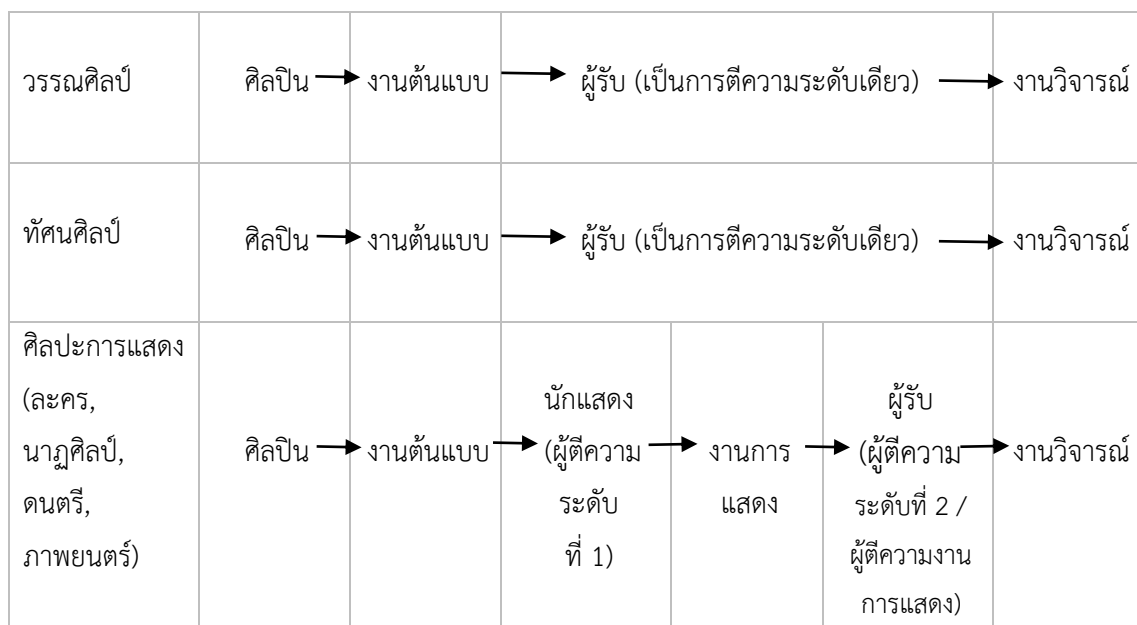 วรรณศิลป์ ศิลปิน งานต้นแบบ ผู้รับ (เป็นการตีความระดับเดียว) งานวิจารณ์
ทัศนศิลป์ ศิลปิน งานต้นแบบ ผู้รับ (เป็นการตีความระดับเดียว) งานวิจารณ์
ศิลปะการแสดง
(ละคร,
นาฏศิลป์,
ดนตรี,
ภาพยนตร์)
ศิลปิน
งานต้นแบบ
นักแสดง
(ผู้ตีความ
ระดับ
ที่ 1)
งานการ
แสดง
ผู้รับ
(ผู้ตีความ
ระดับที่ 2 /
ผู้ตีความงาน
การแสดง)
งานวิจารณ์